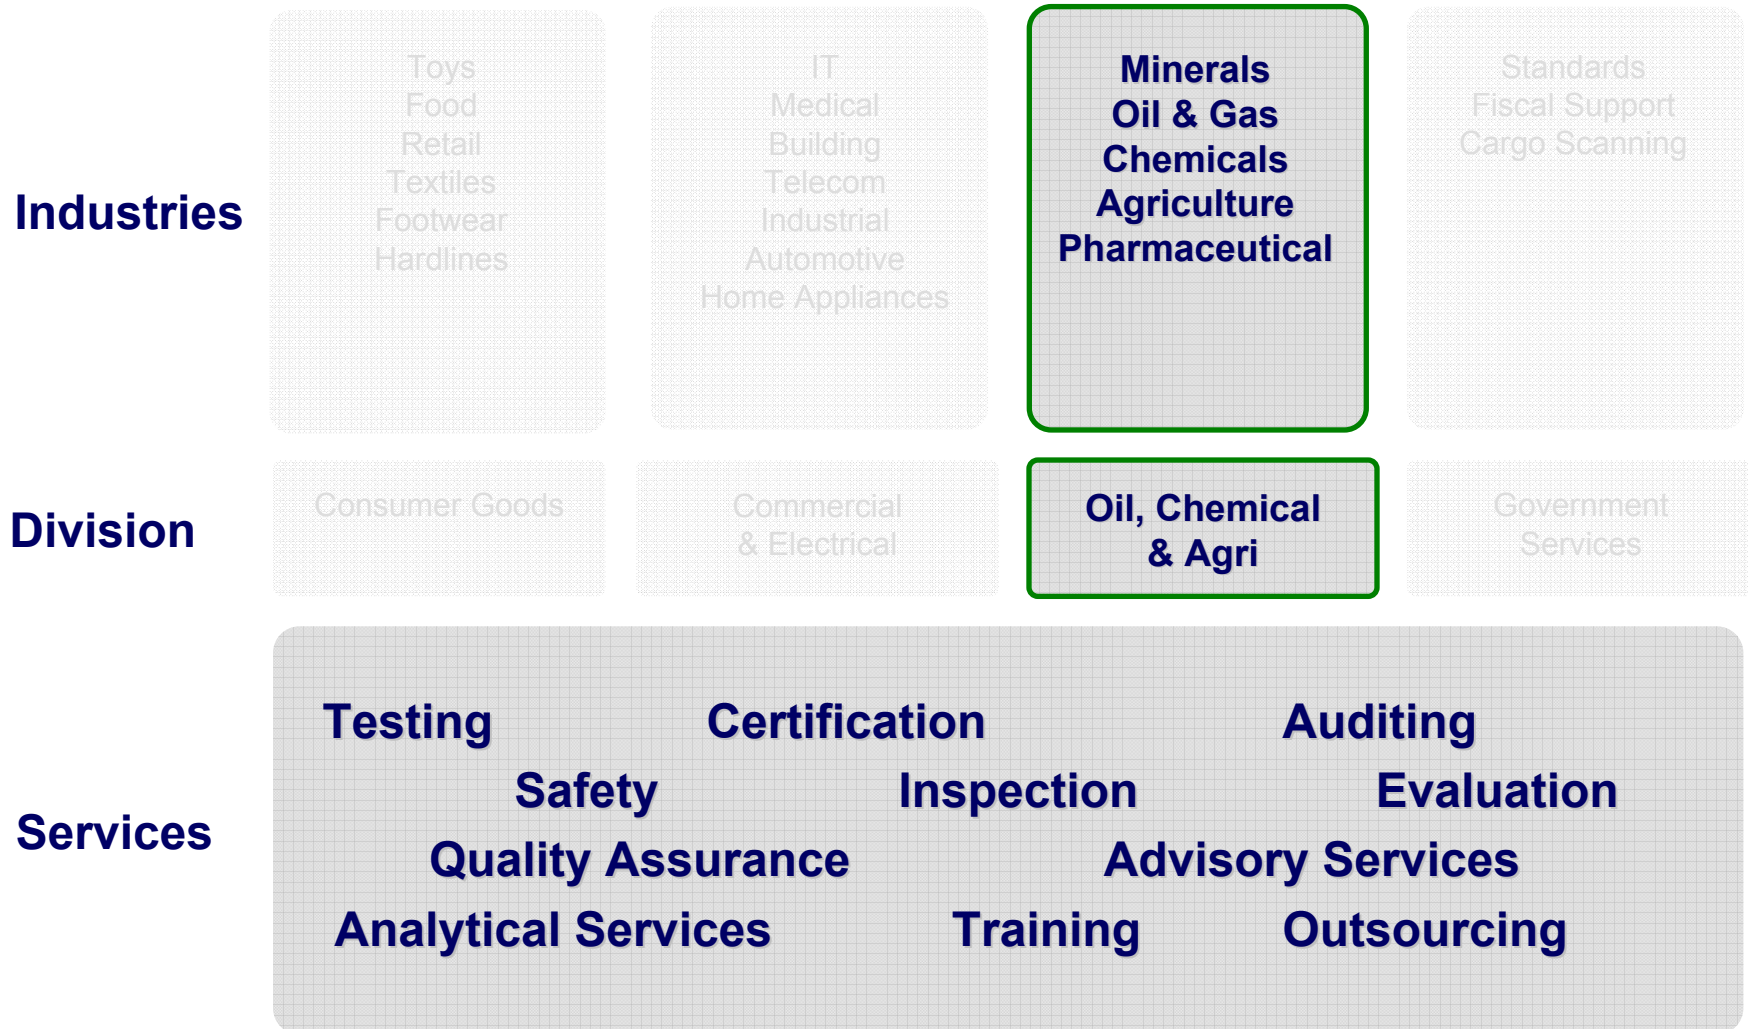 Industries
Toys
Food
Retail
Textiles
Footwear
Hardlines
IT
Medical
Building
Telecom
Industrial
Automotive
Home Appliances
Minerals
Oil & Gas
Chemicals
Agriculture
Pharmaceutical
Standards
Fiscal Support
Cargo Scanning
Division
Consumer Goods
Commercial
& Electrical
Oil, Chemical
& Agri
Government
Services
Services
Testing Certification Auditing
Safety Inspection Evaluation
Quality Assurance Advisory Services
Analytical Services Training Outsourcing